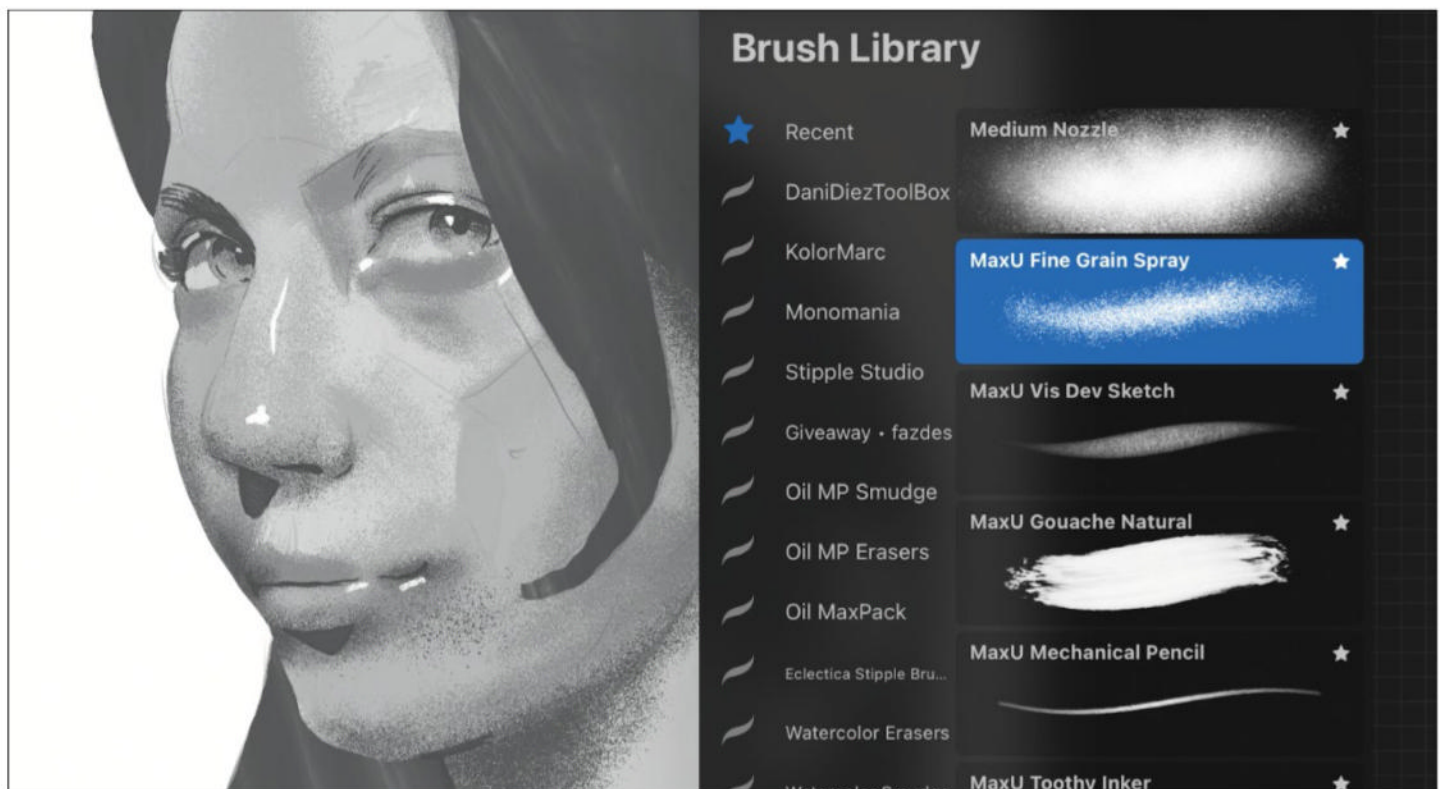 Brush Library
Recent
DaniDiezToolBox
KolorMarc
Monomania
Stipple Studio
Giveaway • fazdes
Oil MP Smudge
Oil MP Erasers
Oil MaxPack
Eclectica Stipple Bru...
Watercolor Erasers
Medium Nozzle
MaxU Fine Grain Spray
MaxU Vis Dev Sketch
MaxU Gouache Natural
MaxU Mechanical Pencil
MaxU Toothy Inker